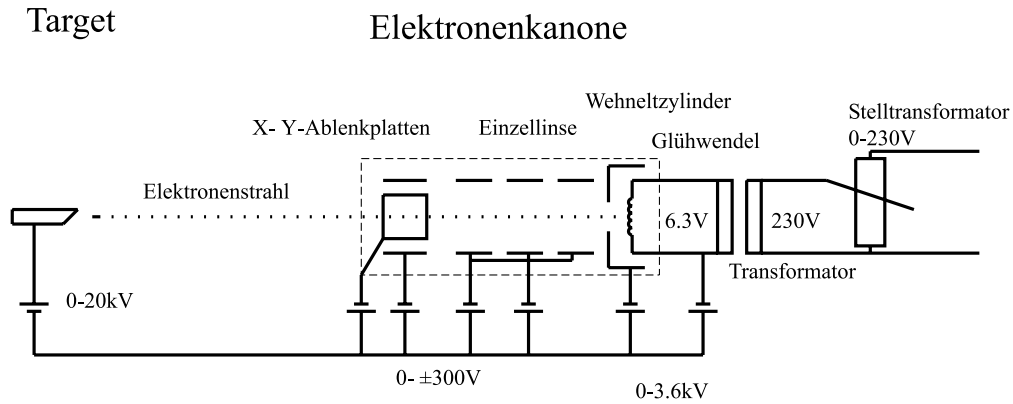 Target
Elektronenkanone
Wehneltzylinder
X- Y-Ablenkplatten
Einzellinse
Glühwendel
Stelltransformator
0-230V
Elektronenstrahl
6.3V
230V
Transformator
0-20kV
0- ±300V
0-3.6kV